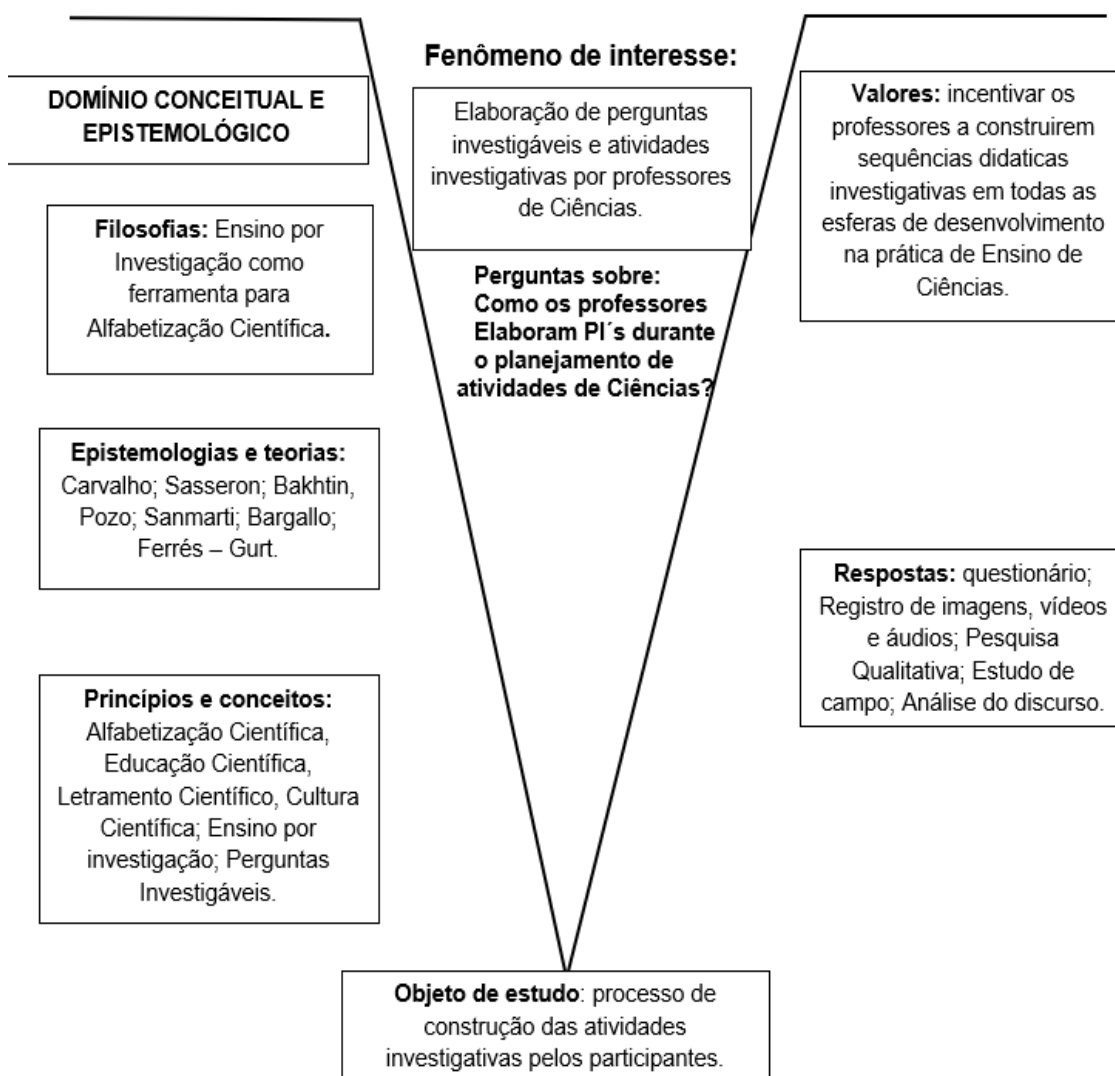 Fenômeno de interesse:
Elaboração de perguntas
investigáveis e atividades
investigativas por professores
de Ciências.
Perguntas sobre:
Como os professores
Elaboram PI´s durante
o planejamento de
atividades de Ciências?
DOMÍNIO CONCEITUAL E
EPISTEMOLÓGICO
Filosofias: Ensino por
Investigação como
ferramenta para
Alfabetização Científica.
Epistemologias e teorias:
Carvalho; Sasseron; Bakhtin,
Pozo; Sanmarti; Bargallo;
Ferrés – Gurt.
Princípios e conceitos:
Alfabetização Científica,
Educação Científica,
Letramento Científico, Cultura
Científica; Ensino por
investigação; Perguntas
Investigáveis.
Valores: incentivar os
professores a construirem
sequências didaticas
investigativas em todas as
esferas de desenvolvimento
na prática de Ensino de
Ciências.
Respostas: questionário;
Registro de imagens, vídeos
e áudios; Pesquisa
Qualitativa; Estudo de
campo; Análise do discurso.
Objeto de estudo: processo de
construção das atividades
investigativas pelos participantes.